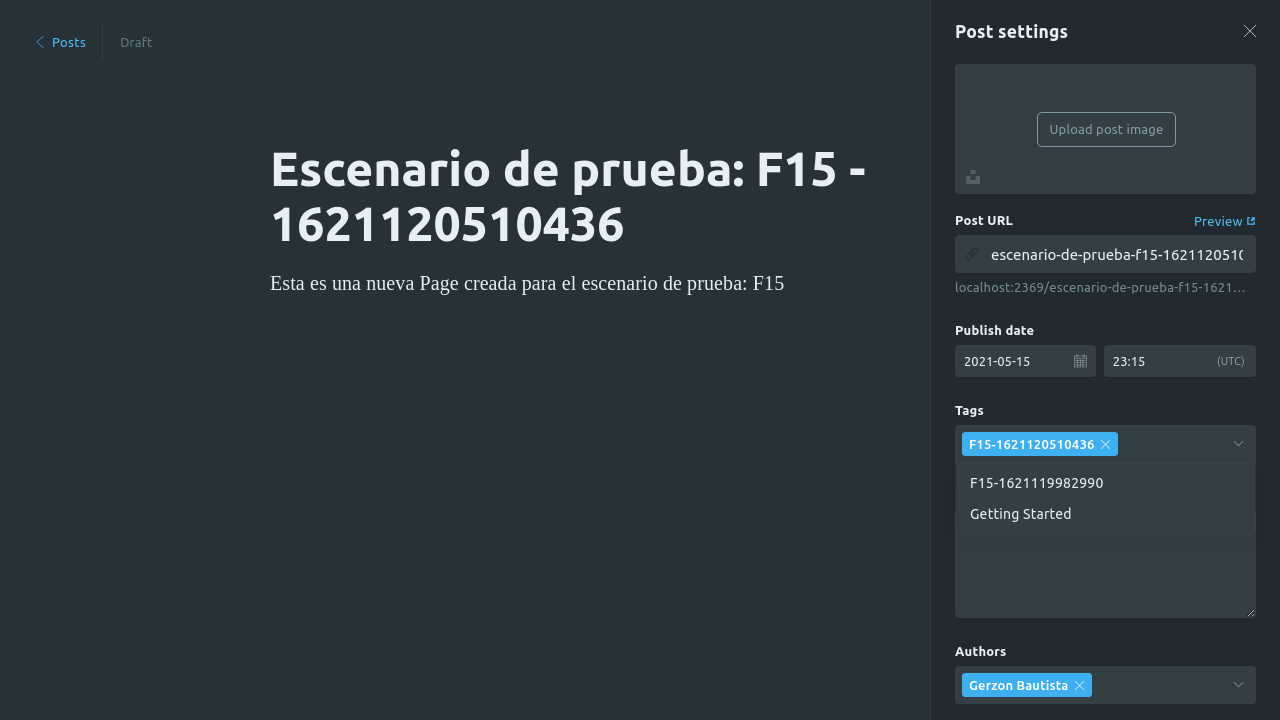 Posts
Draft
Escenario de prueba: F15 -
1621120510436
Esta es una nueva Page creada para el escenario de prueba: F15
Post settings
Upload post image
Post URL
Preview
escenario-de-prueba-f15-162112051
localhost:2369/escenario-de-prueba-f15-1621...
Publish date
2021-05-15
23:15
(UTC)
Tags
F15-1621120510436
F15-1621119982990
Getting Started
Authors
Gerzon Bautista